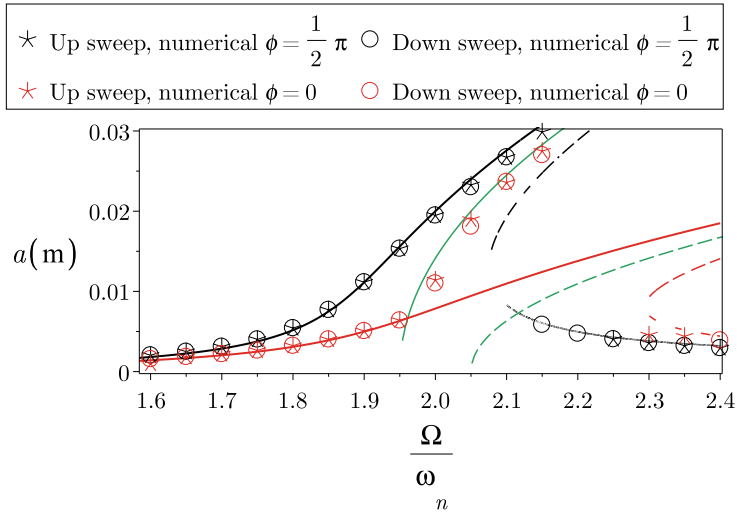 Up sweep, numerical ϕ = 1/2 π
Down sweep, numerical ϕ = 1/2 π
Up sweep, numerical ϕ = 0
Down sweep, numerical ϕ = 0
0.03
0.02
a(m)
0.01
0
1.6 1.7 1.8 1.9 2.0 2.1 2.2 2.3 2.4
Ω
ω n